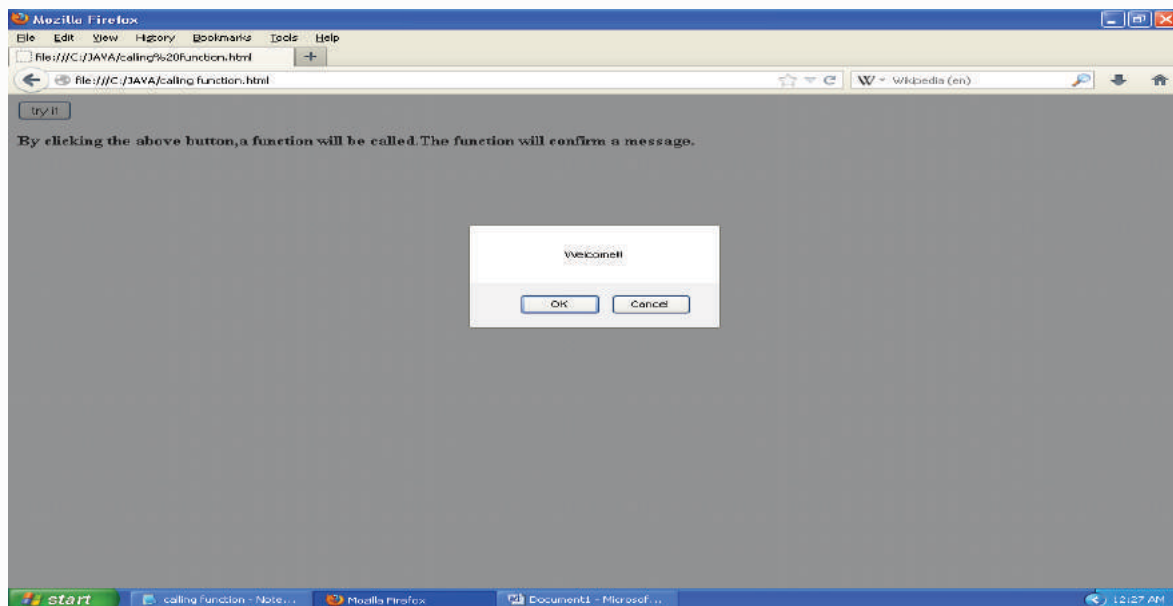 Mozilla Firefox
File Edit View History Bookmarks Tools Help
file:///C:/JAVA/caling%20function.html
file:///C:/JAVA/caling function.html
W Wikipedia (en)
try it
By clicking the above button,a function will be called.The function will confirm a message.
Welcome!!
OK Cancel
start calling function - Note... Mozilla Firefox Document1 - Microsof... 12:27 AM